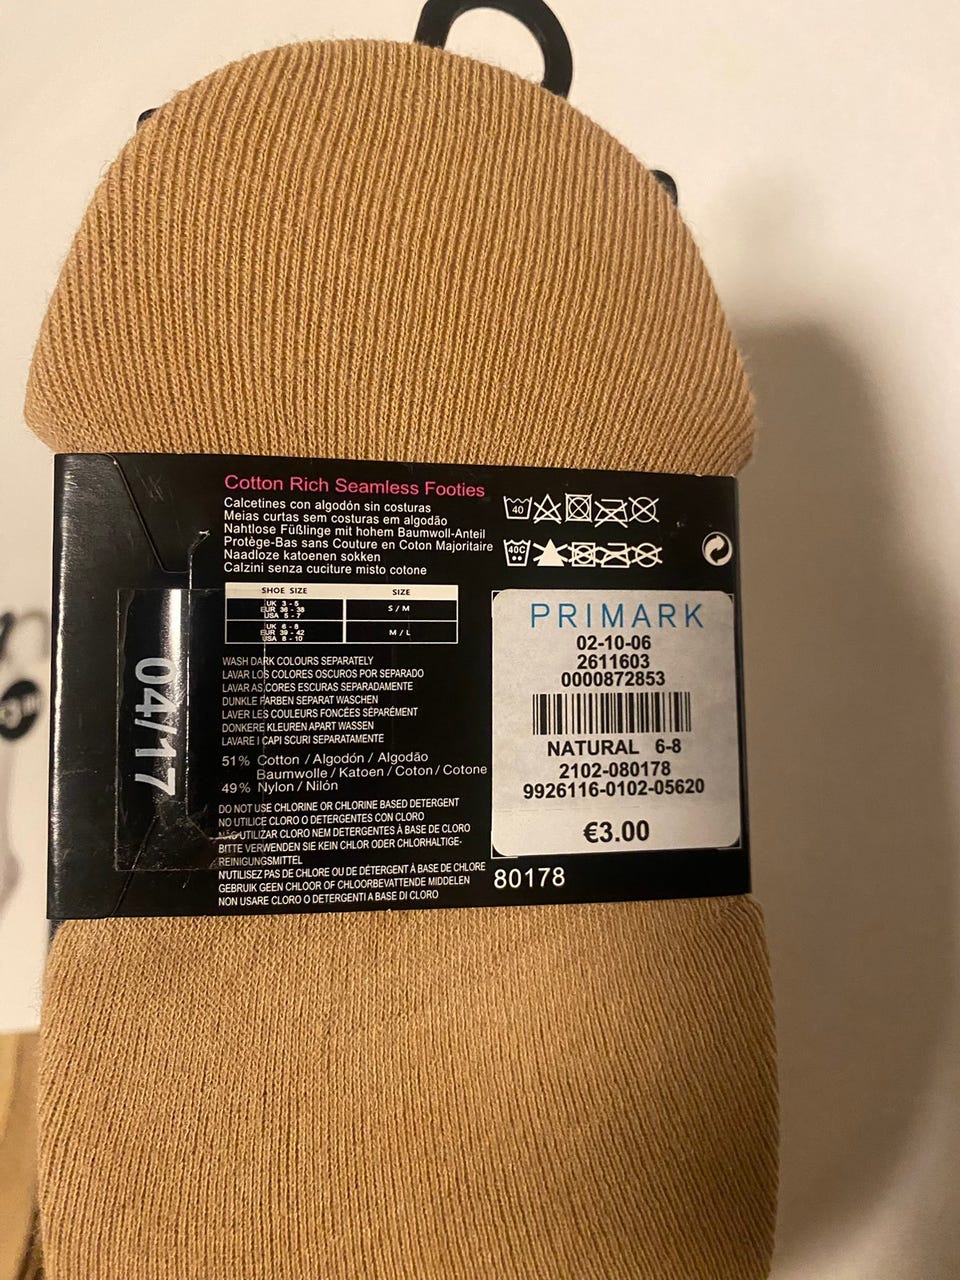 Cotton Rich Seamless Footies
Calcetines con algodón sin costuras
Meias curtas sem costuras em algodão
Nahtlose Füßlinge mit hohem Baumwoll-Anteil
Protège-Bas sans Couture en Coton Majoritaire
Naadloze katoenen sokken
Calzini senza cuciture misto cotone
40
40C
SHOE SIZE SIZE
UK 3 - 5
EUR 36 - 38
USA 5 - 7
S / M
UK 6 - 8
EUR 39 - 42
USA 8 - 10
M / L
WASH DARK COLOURS SEPARATELY
LAVAR LOS COLORES OSCUROS POR SEPARADO
LAVAR AS CORES ESCURAS SEPARADAMENTE
DUNKLE FARBEN SEPARAT WASCHEN
LAVER LES COULEURS FONCÉES SÉPARÉMENT
DONKERE KLEUREN APART WASSEN
LAVARE I CAPI SCURI SEPARATAMENTE
51% Cotton / Algodón / Algodão
Baumwolle / Katoen / Coton / Cotone
49% Nylon / Nilón
DO NOT USE CHLORINE OR CHLORINE BASED DETERGENT
NO UTILICE CLORO O DETERGENTES CON CLORO
NÃO UTILIZAR CLORO NEM DETERGENTES À BASE DE CLORO
BITTE VERWENDEN SIE KEIN CHLOR ODER CHLORHALTIGE-
REINIGUNGSMITTEL
N'UTILISEZ PAS DE CHLORE OU DE DÉTERGENT À BASE DE CHLORE
GEBRUIK GEEN CHLOOR OF CHLOORBEVATTENDE MIDDELEN
NON USARE CLORO O DETERGENTI A BASE DI CLORO
04/17
PRIMARK
02-10-06
2611603
0000872853
NATURAL 6-8
2102-080178
9926116-0102-05620
€3.00
80178